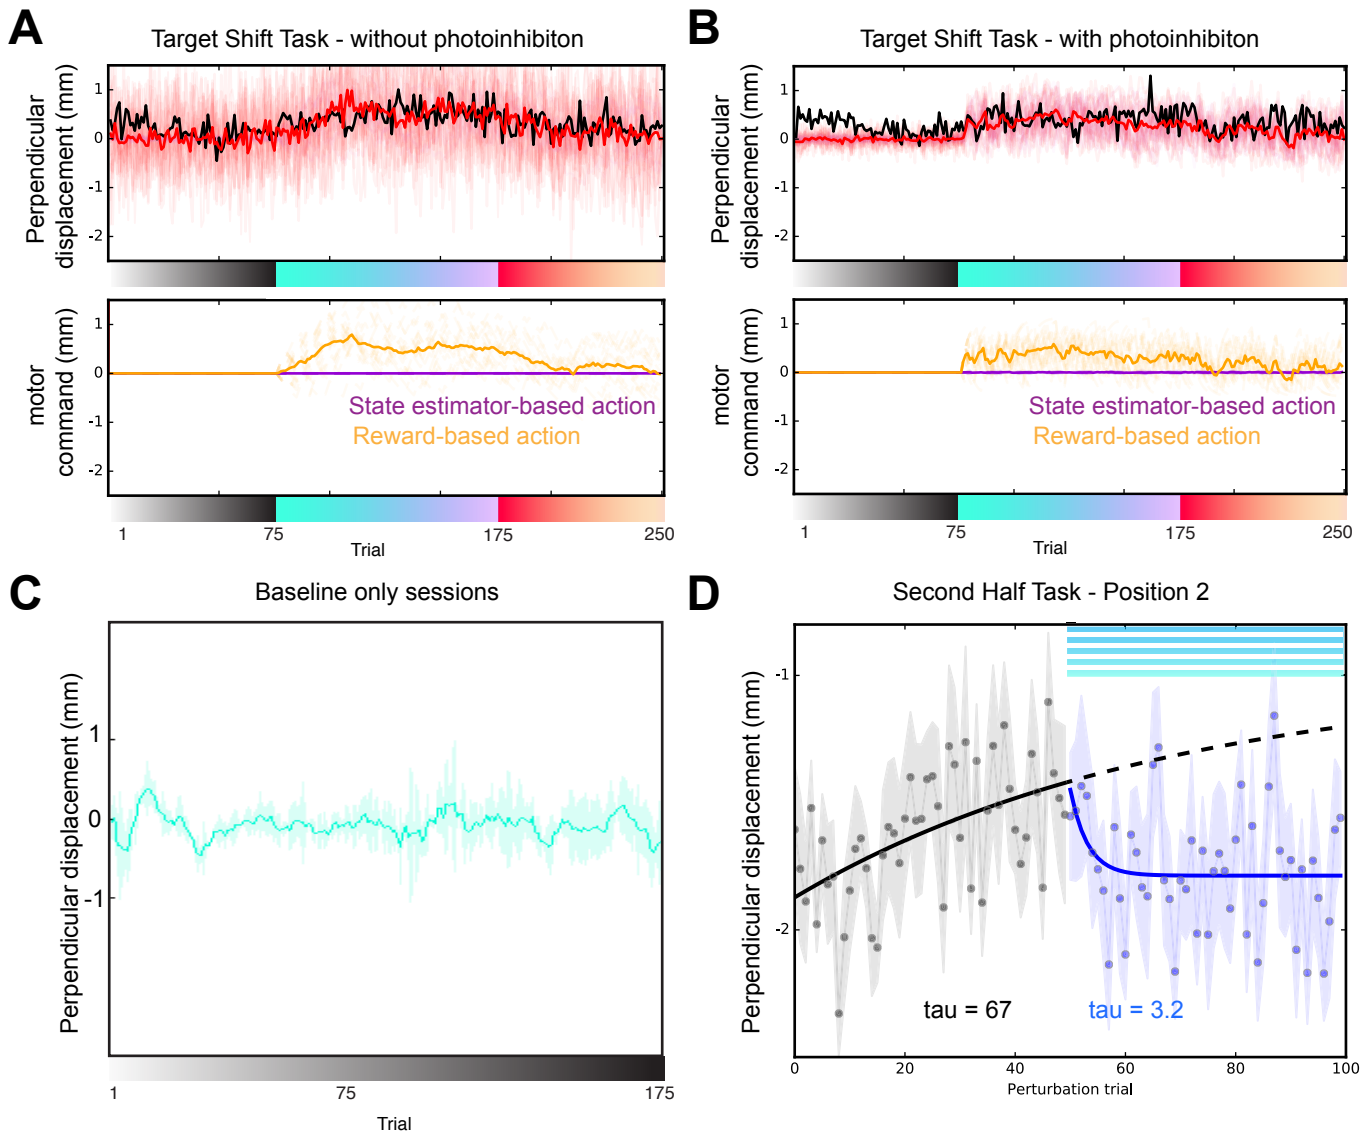 A
Target Shift Task - without photoinhibiton
Perpendicular
displacement (mm)
1
0
-1
-2
motor
command (mm)
1
0
-1
-2
State estimator-based action
Reward-based action
1
75
175
250
Trial
B
Target Shift Task - with photoinhibiton
Perpendicular
displacement (mm)
1
0
-1
-2
motor
command (mm)
1
0
-1
-2
State estimator-based action
Reward-based action
1
75
175
250
Trial
C
Baseline only sessions
Perpendicular displacement (mm)
1
0
-1
1
75
175
Trial
D
Second Half Task - Position 2
Perpendicular displacement (mm)
-1
-2
tau = 67
tau = 3.2
0
20
40
60
80
100
Perturbation trial